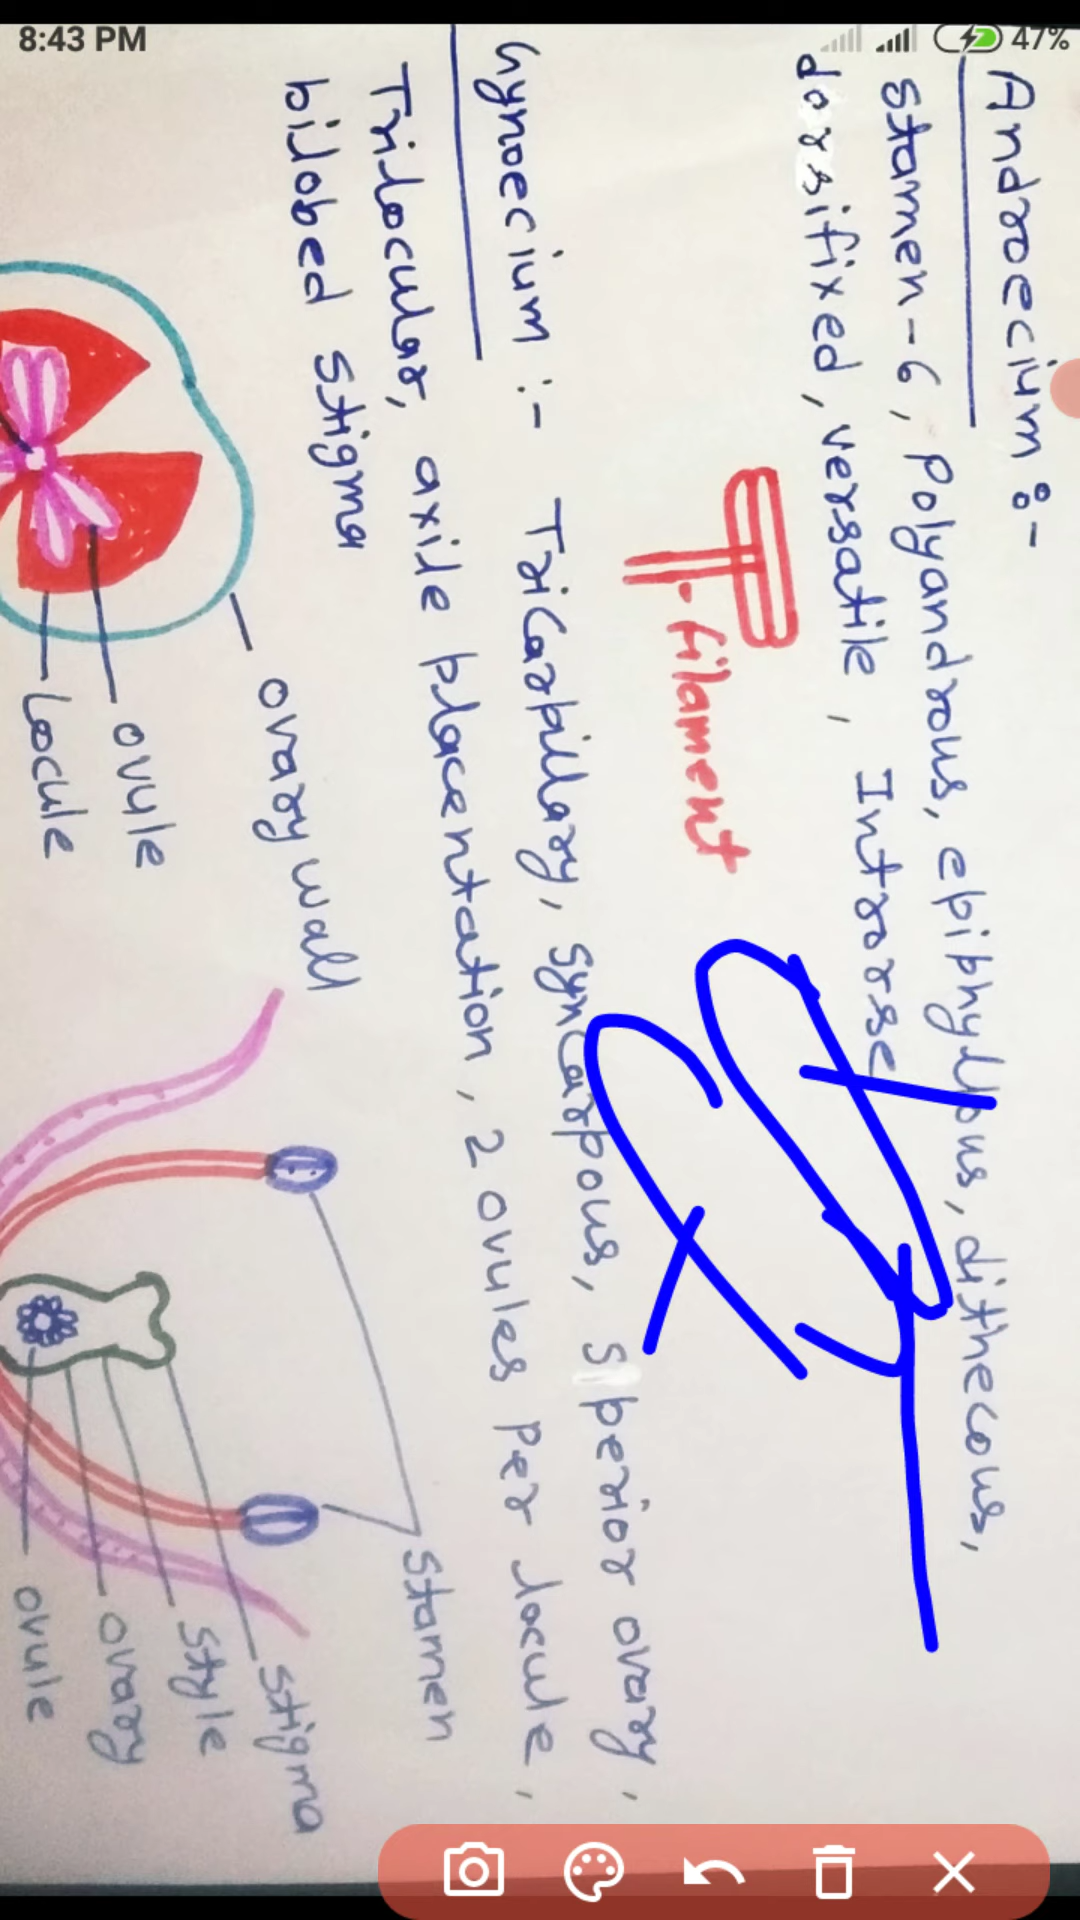 8:43 PM
47%
Androecium :-
Stamen - 6, Polyandrous, epiphyllous, dithecous,
dorsifixed, versatile, Introrse
filament
Gynoecium :- Tricarpillary, syncarpous, superior ovary,
Trilocular, axile placentation, 2 ovules per locule,
bilobed stigma
ovary wall
ovule
Locule
Stamen
Stigma
Style
ovary
ovule